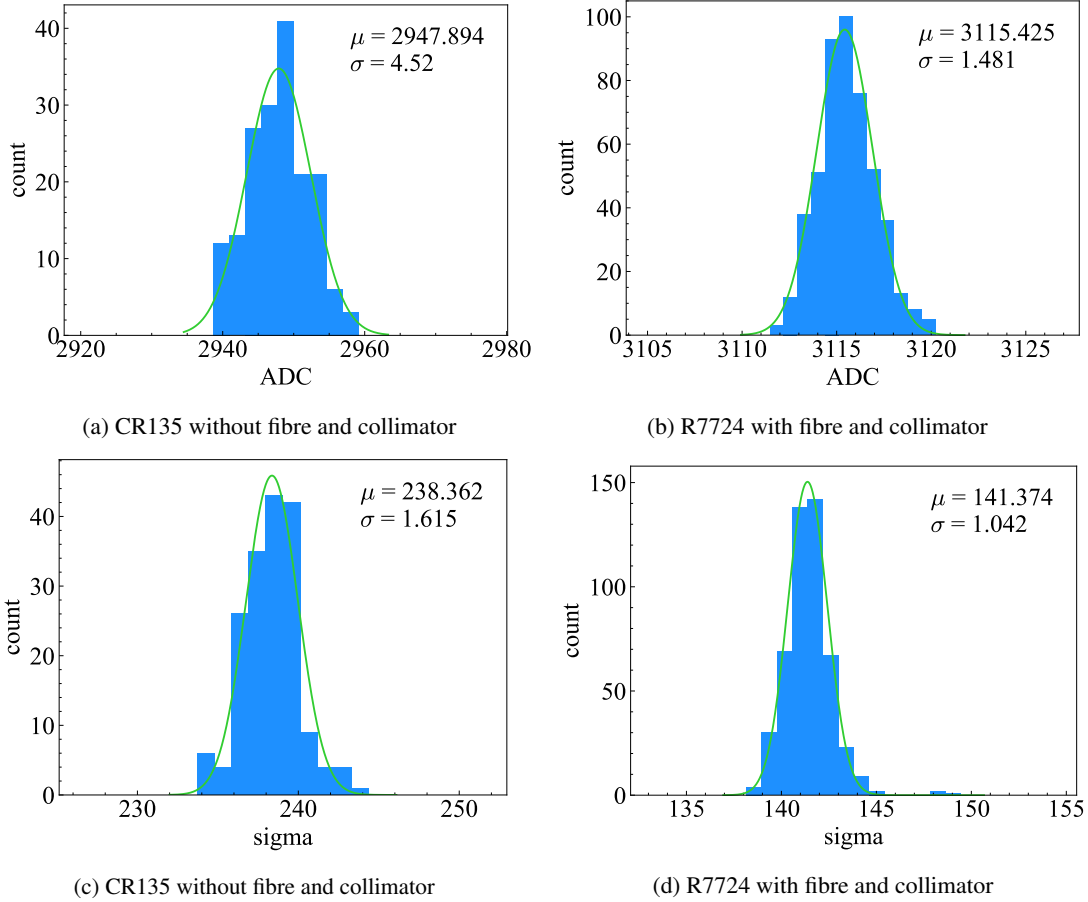 40
30
20
10
0
count
μ = 2947.894
σ = 4.52
2920 2940 2960 2980
ADC
(a) CR135 without fibre and collimator
100
80
60
40
20
0
count
μ = 3115.425
σ = 1.481
3105 3110 3115 3120 3125
ADC
(b) R7724 with fibre and collimator
40
30
20
10
0
count
μ = 238.362
σ = 1.615
230 240 250
sigma
(c) CR135 without fibre and collimator
150
100
50
0
count
μ = 141.374
σ = 1.042
135 140 145 150 155
sigma
(d) R7724 with fibre and collimator